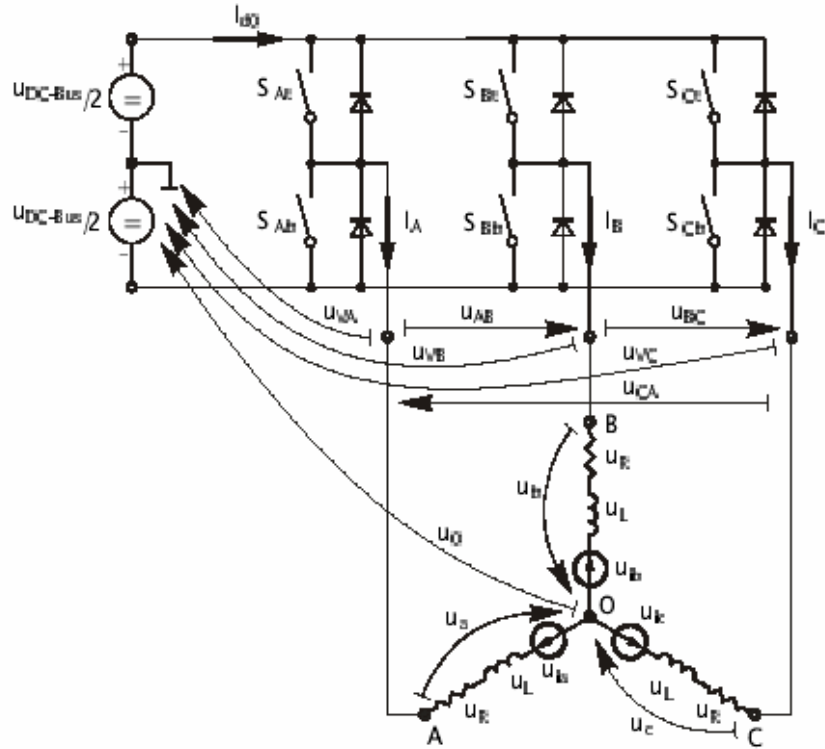 I_d0
+
u_DC-Bus/2
=
-
S_At
S_Bt
S_Ct
+
u_DC-Bus/2
=
-
S_Ab
I_A
S_Bb
I_B
S_Cb
I_C
u_VA
u_AB
u_BC
u_VB
u_VC
u_CA
B
u_R
u_b
u_L
u_0
u_ib
O
u_a
u_ic
u_ia
u_L
u_L
u_R
u_R
u_c
A
C